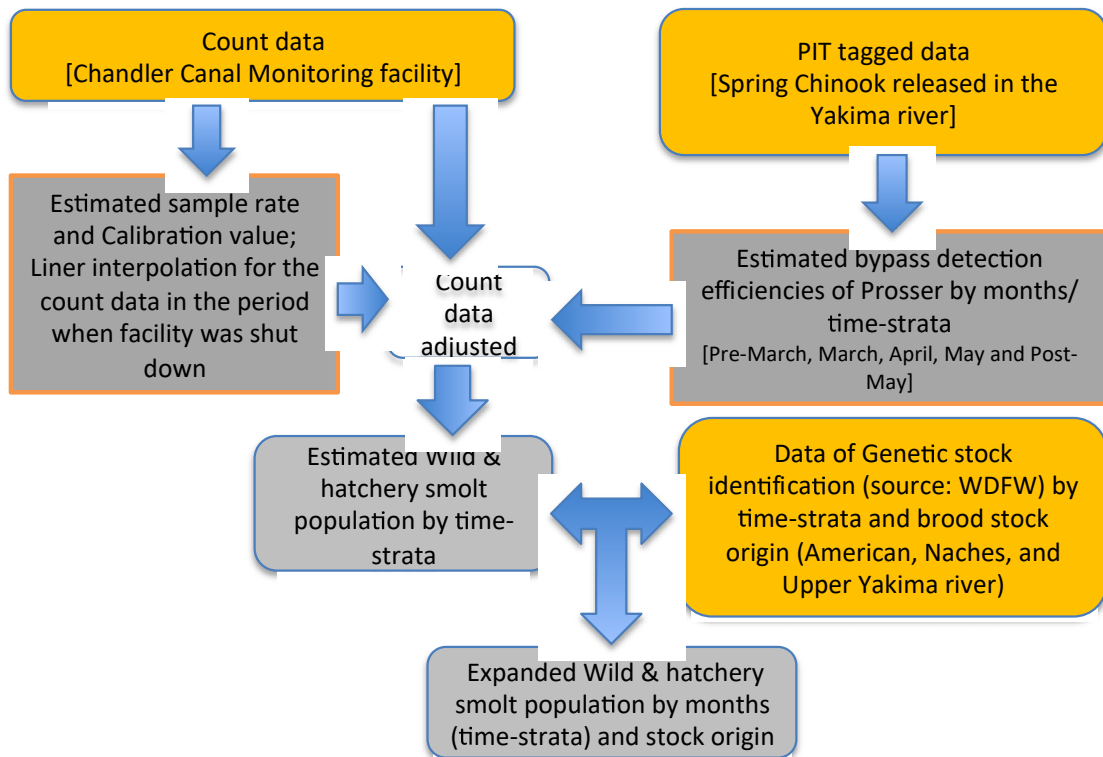 Count data
[Chandler Canal Monitoring facility]
PIT tagged data
[Spring Chinook released in the
Yakima river]
Estimated sample rate
and Calibration value;
Liner interpolation for the
count data in the period
when facility was shut
down
Count
data
adjusted
Estimated bypass detection
efficiencies of Prosser by months/
time-strata
[Pre-March, March, April, May and Post-
May]
Estimated Wild &
hatchery smolt
population by time-
strata
Data of Genetic stock
identification (source: WDFW) by
time-strata and brood stock
origin (American, Naches, and
Upper Yakima river)
Expanded Wild & hatchery
smolt population by months
(time-strata) and stock origin